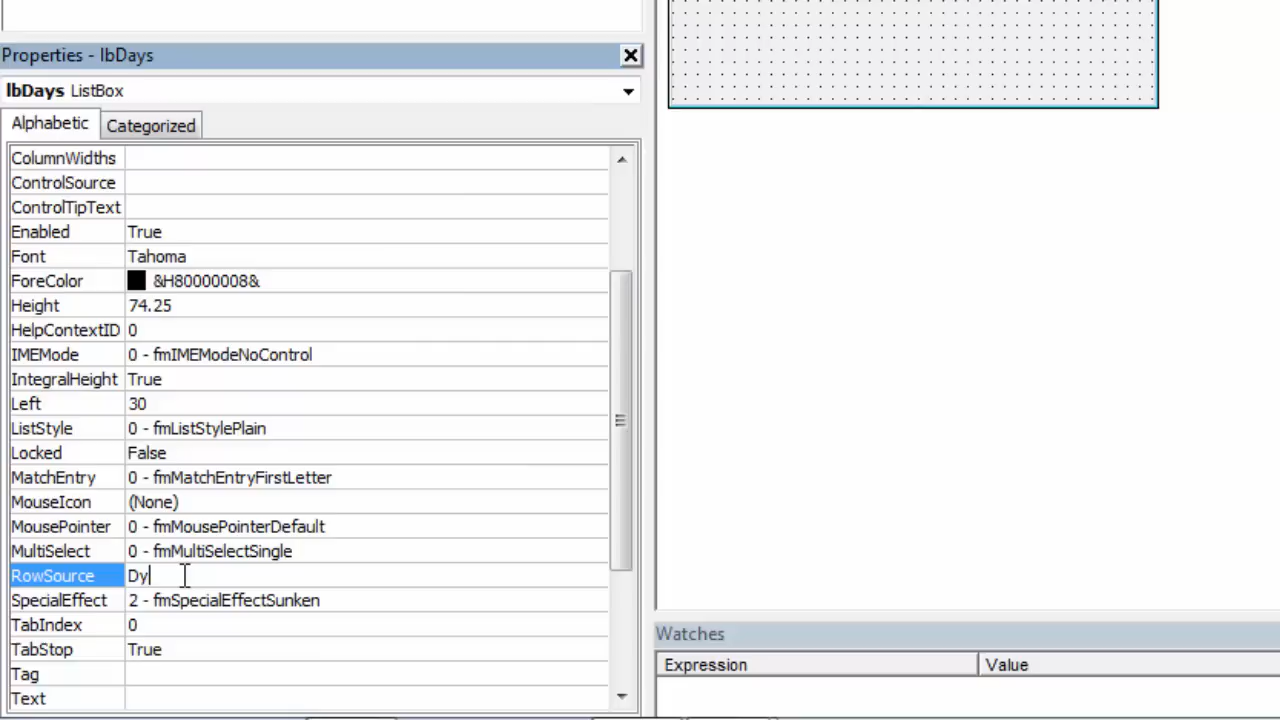 Properties - lbDays
lbDays ListBox
Alphabetic Categorized
ColumnWidths
ControlSource
ControlTipText
Enabled True
Font Tahoma
ForeColor &H80000008&
Height 74.25
HelpContextID 0
IMEMode 0 - fmIMEModeNoControl
IntegralHeight True
Left 30
ListStyle 0 - fmListStylePlain
Locked False
MatchEntry 0 - fmMatchEntryFirstLetter
MouseIcon (None)
MousePointer 0 - fmMousePointerDefault
MultiSelect 0 - fmMultiSelectSingle
RowSource Dy
SpecialEffect 2 - fmSpecialEffectSunken
TabIndex 0
TabStop True
Tag
Text
Watches
Expression Value